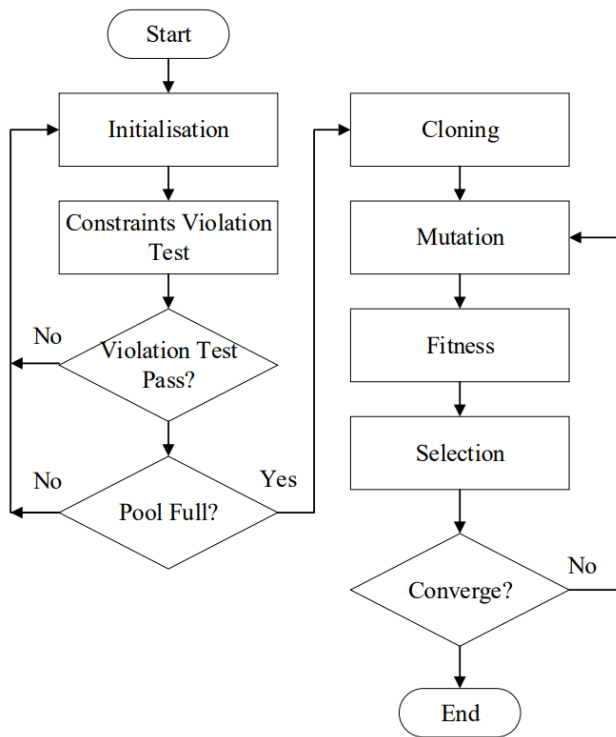 Start
Initialisation
Constraints Violation
Test
No
Violation Test
Pass?
No
Pool Full?
Yes
Cloning
Mutation
Fitness
Selection
Converge?
No
End